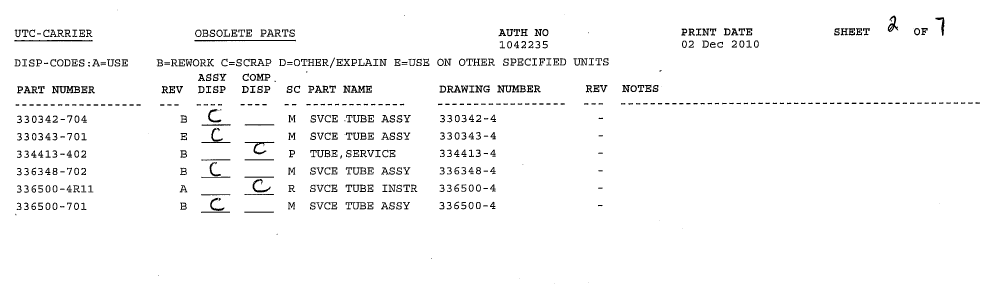 UTC-CARRIER OBSOLETE PARTS AUTH NO PRINT DATE SHEET 2 OF 7
1042235 02 Dec 2010
DISP-CODES:A=USE B=REWORK C=SCRAP D=OTHER/EXPLAIN E=USE ON OTHER SPECIFIED UNITS
ASSY COMP
PART NUMBER REV DISP DISP SC PART NAME DRAWING NUMBER REV NOTES
330342-704 B C M SVCE TUBE ASSY 330342-4 -
330343-701 E C M SVCE TUBE ASSY 330343-4 -
334413-402 B C P TUBE,SERVICE 334413-4 -
336348-702 B C M SVCE TUBE ASSY 336348-4 -
336500-4R11 A C R SVCE TUBE INSTR 336500-4 -
336500-701 B C M SVCE TUBE ASSY 336500-4 -